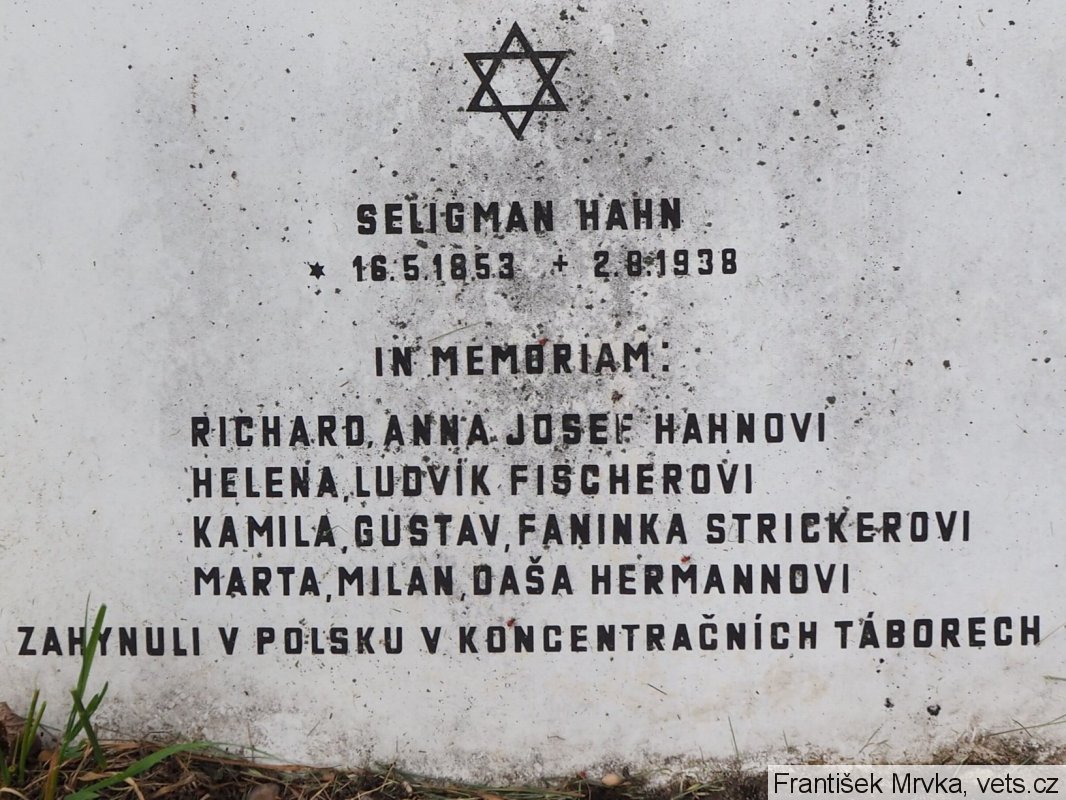 SELIGMAN HAHN
* 16.5.1853 + 2.8.1938
IN MEMORIAM:
RICHARD, ANNA JOSEF HAHNOVI
HELENA, LUDVÍK FISCHEROVI
KAMILA, GUSTAV, FANINKA STRICKEROVI
MARTA, MILAN, DAŠA HERMANNOVI
ZAHYNULI V POLSKU V KONCENTRAČNÍCH TÁBORECH
František Mrvka, vets.cz